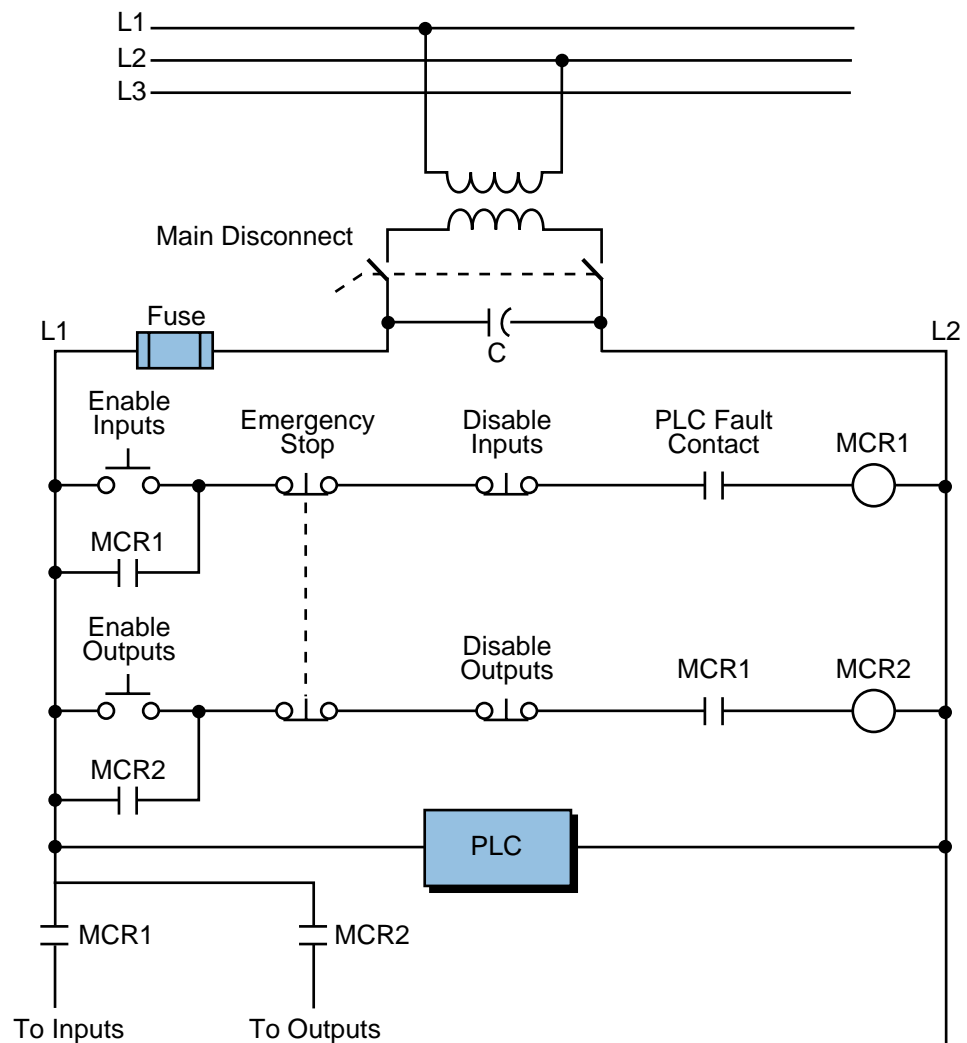 L1
L2
L3
Main Disconnect
L1
Fuse
C
L2
Enable
Inputs
Emergency
Stop
Disable
Inputs
PLC Fault
Contact
MCR1
MCR1
Enable
Outputs
Disable
Outputs
MCR1
MCR2
MCR2
PLC
MCR1
MCR2
To Inputs
To Outputs